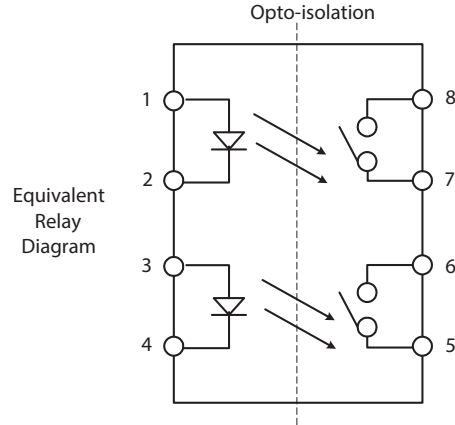 Opto-isolation
1
8
2
7
Equivalent
Relay
Diagram
3
6
4
5